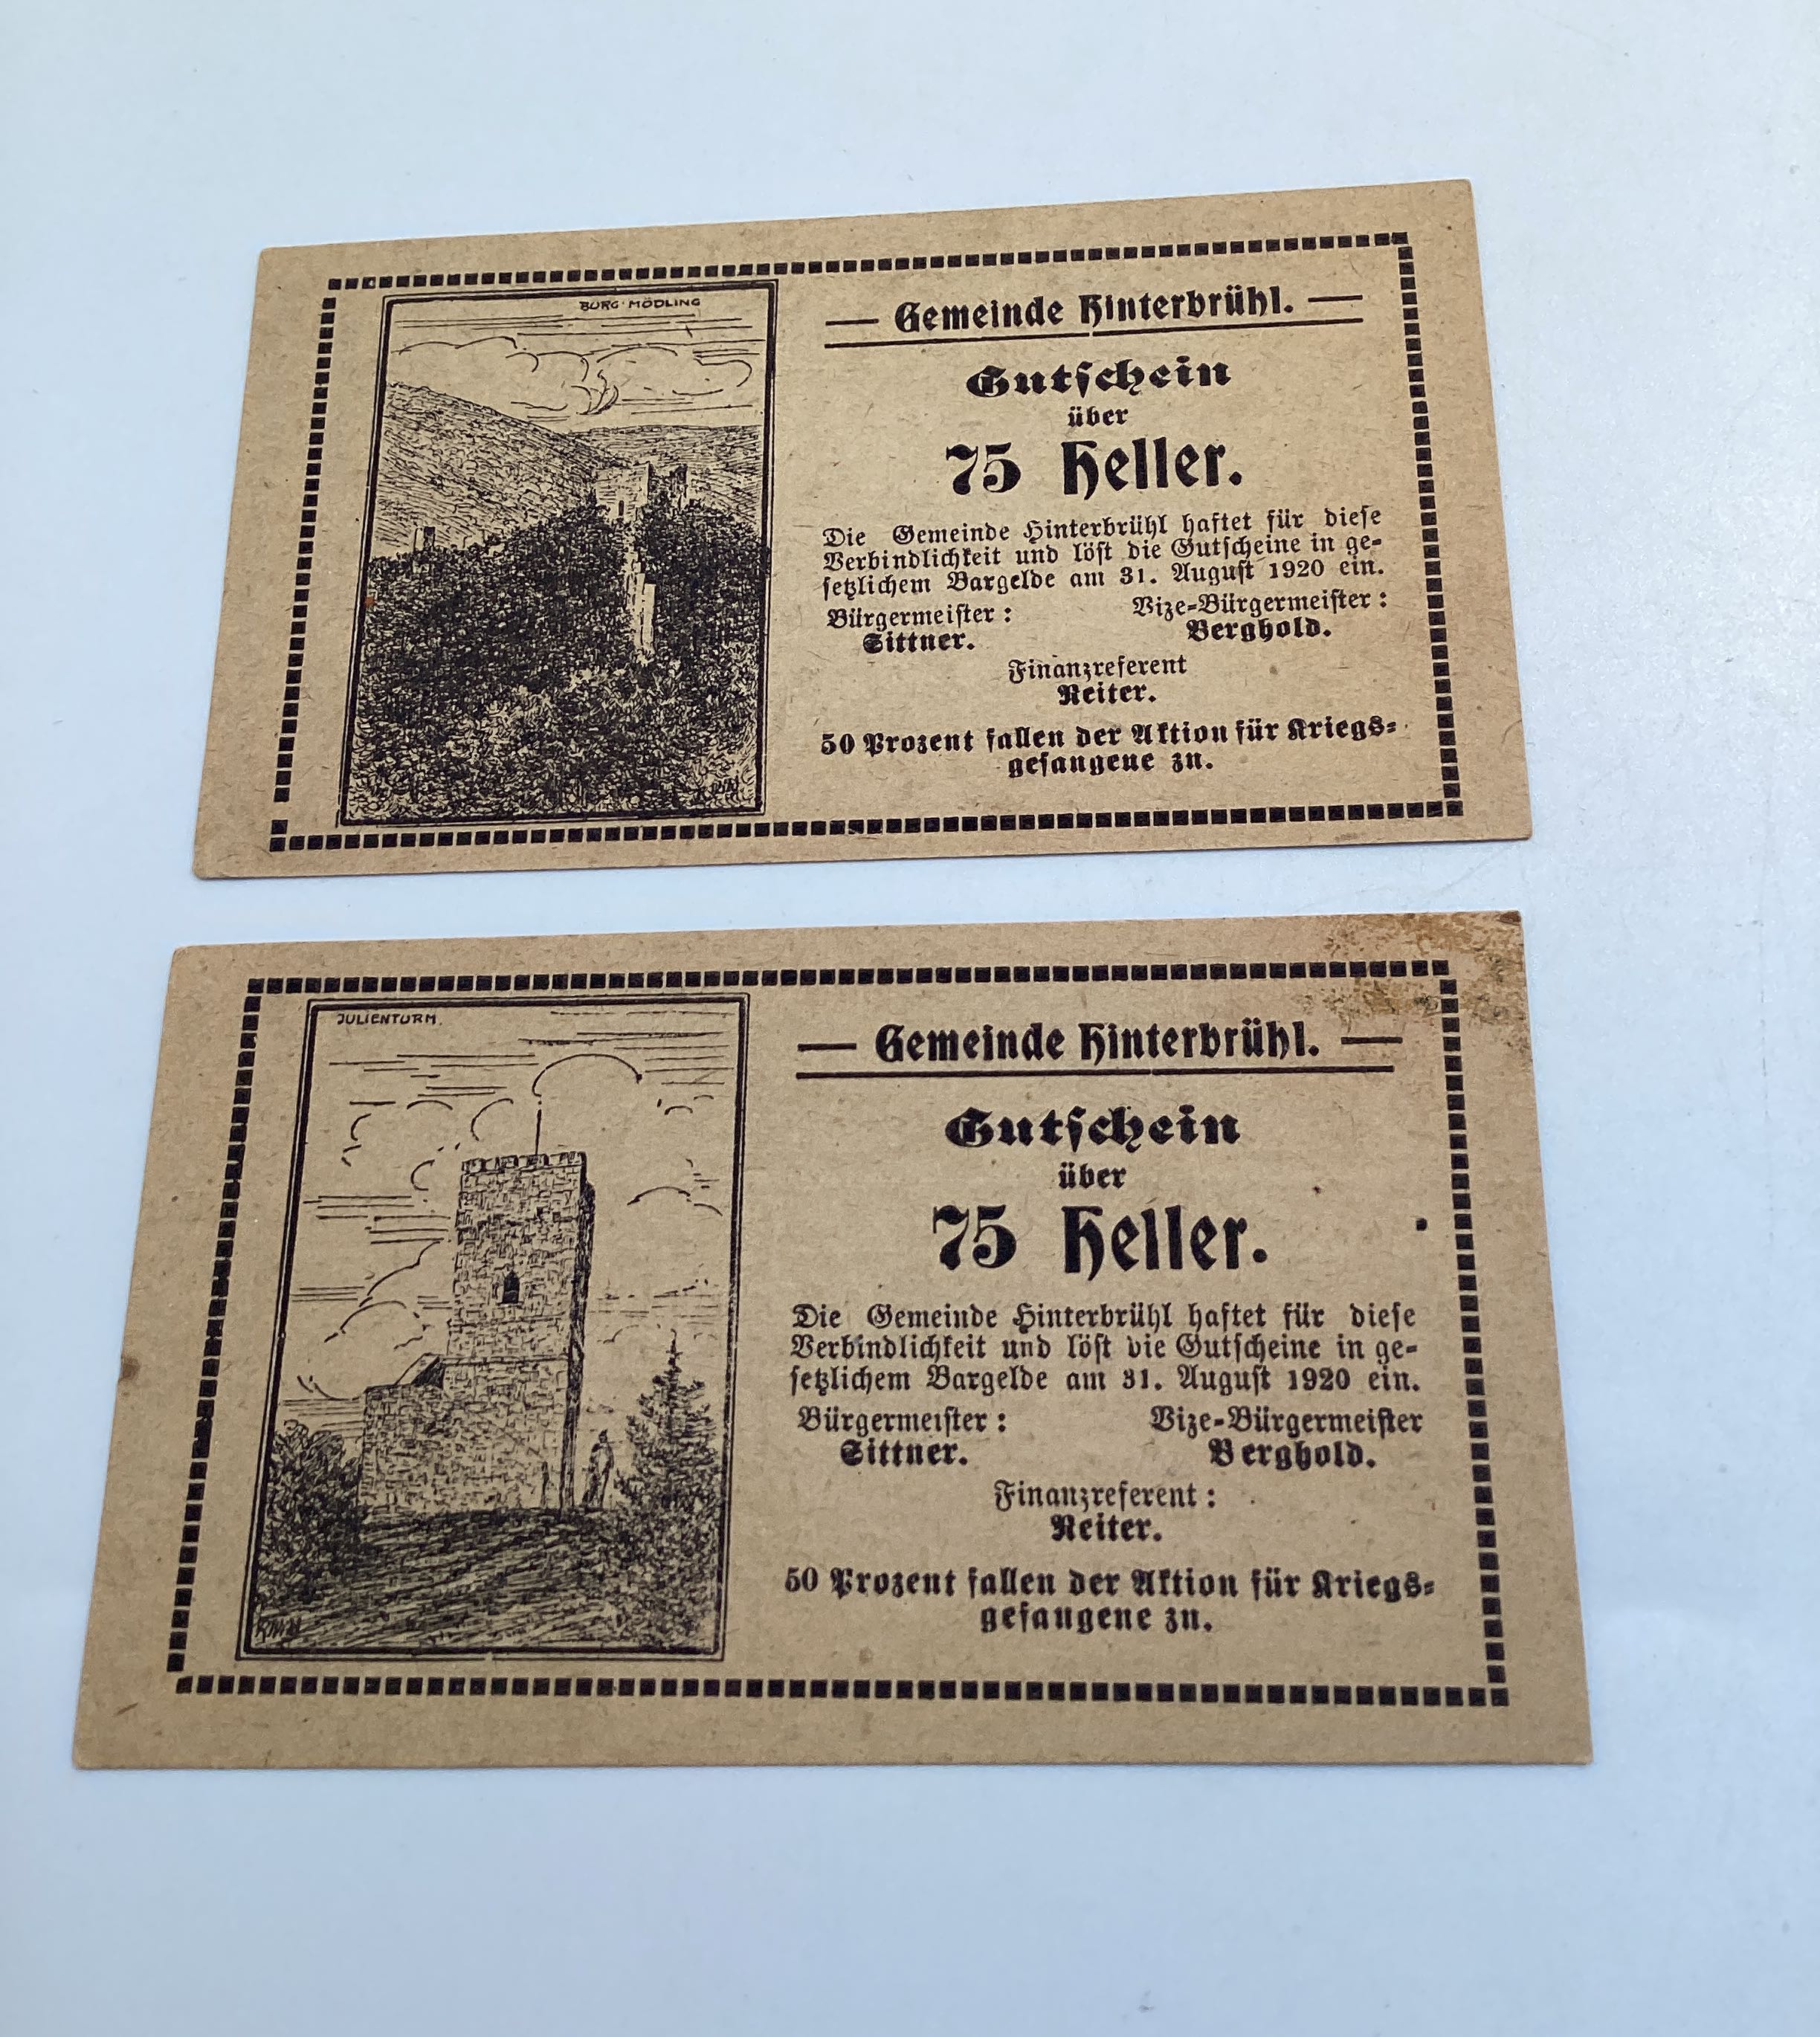 BURG·MÖDLING
— Gemeinde Hinterbrühl. —
Gutschein
über
75 Heller.
Die Gemeinde Hinterbrühl haftet für diese
Verbindlichkeit und löst die Gutscheine in ge-
setzlichem Bargelde am 31. August 1920 ein.
Bürgermeister : Vize-Bürgermeister :
Sittner. Berghold.
Finanzreferent
Reiter.
50 Prozent fallen der Aktion für Kriegs-
gefangene zu.
JULIENTURM.
— Gemeinde Hinterbrühl. —
Gutschein
über
75 Heller.
Die Gemeinde Hinterbrühl haftet für diese
Verbindlichkeit und löst die Gutscheine in ge-
setzlichem Bargelde am 31. August 1920 ein.
Bürgermeister : Vize-Bürgermeister
Sittner. Berghold.
Finanzreferent :
Reiter.
50 Prozent fallen der Aktion für Kriegs-
gefangene zu.